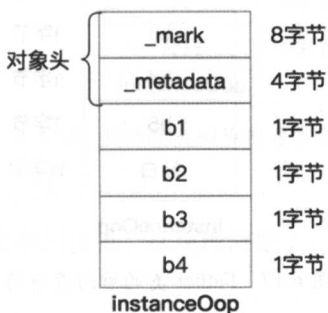 对象头
_mark 8字节
_metadata 4字节
b1 1字节
b2 1字节
b3 1字节
b4 1字节
instanceOop